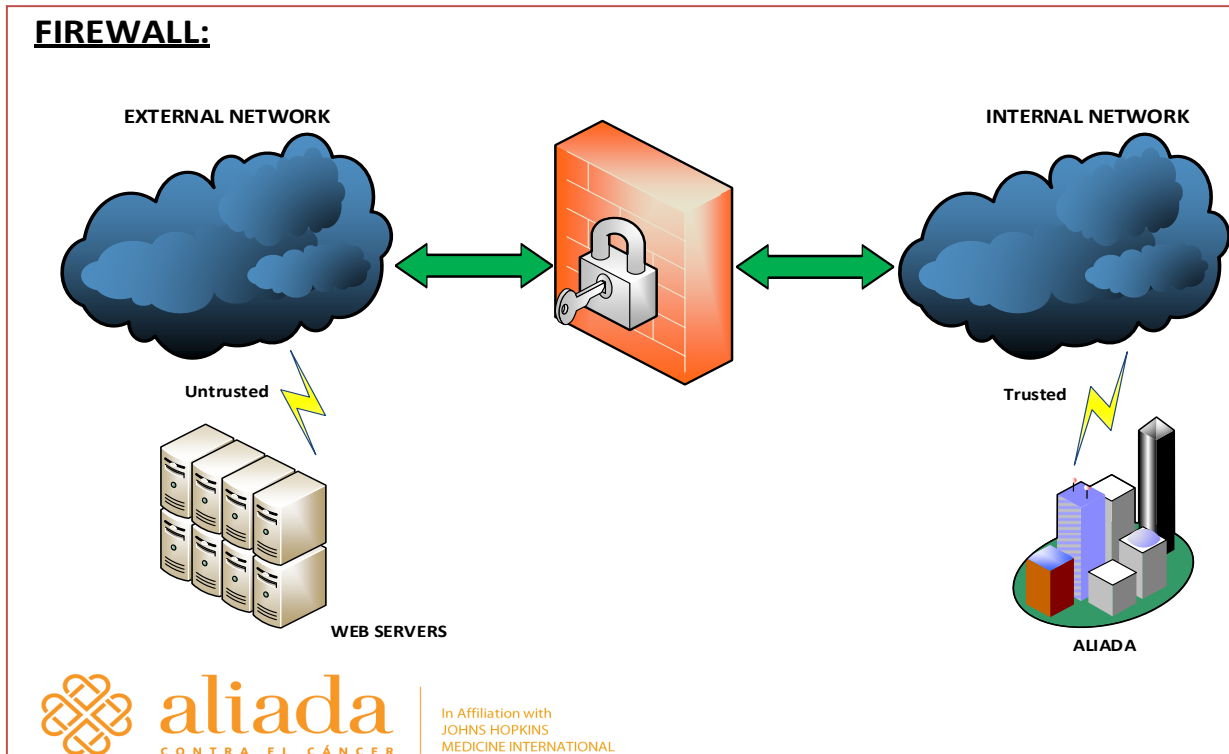 FIREWALL:
EXTERNAL NETWORK
INTERNAL NETWORK
Untrusted
Trusted
WEB SERVERS
ALIADA
aliada
CONTRA EL CÁNCER
In Affiliation with
JOHNS HOPKINS
MEDICINE INTERNATIONAL